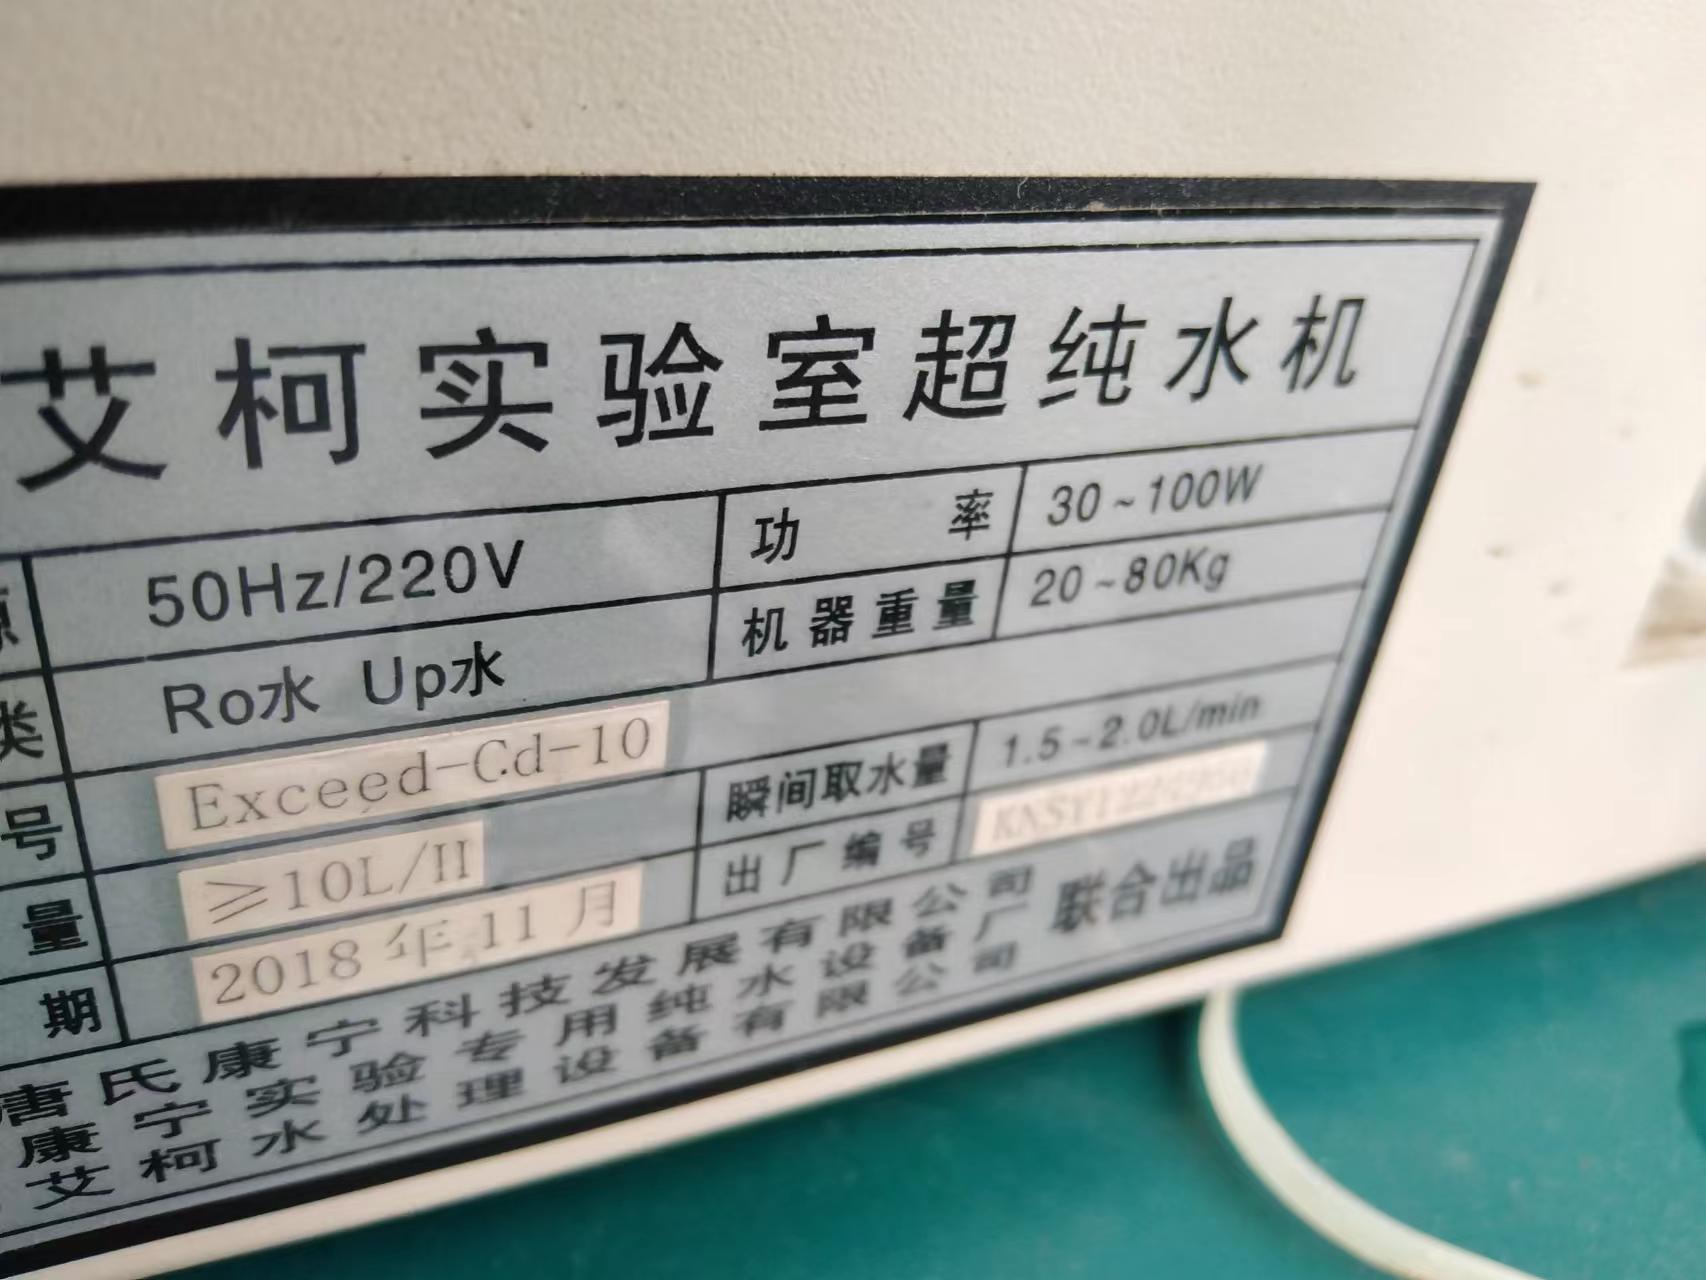 艾柯实验室超纯水机
源 50Hz/220V 功率 30~100W
类 Ro水 Up水 机器重量 20~80Kg
号 Exceed-Cd-10
量 ≥10L/H 瞬间取水量 1.5~2.0L/min
期 2018年11月 出厂编号
唐氏康宁科技发展有限公司
康宁实验专用纯水设备厂 联合出品
艾柯水处理设备有限公司